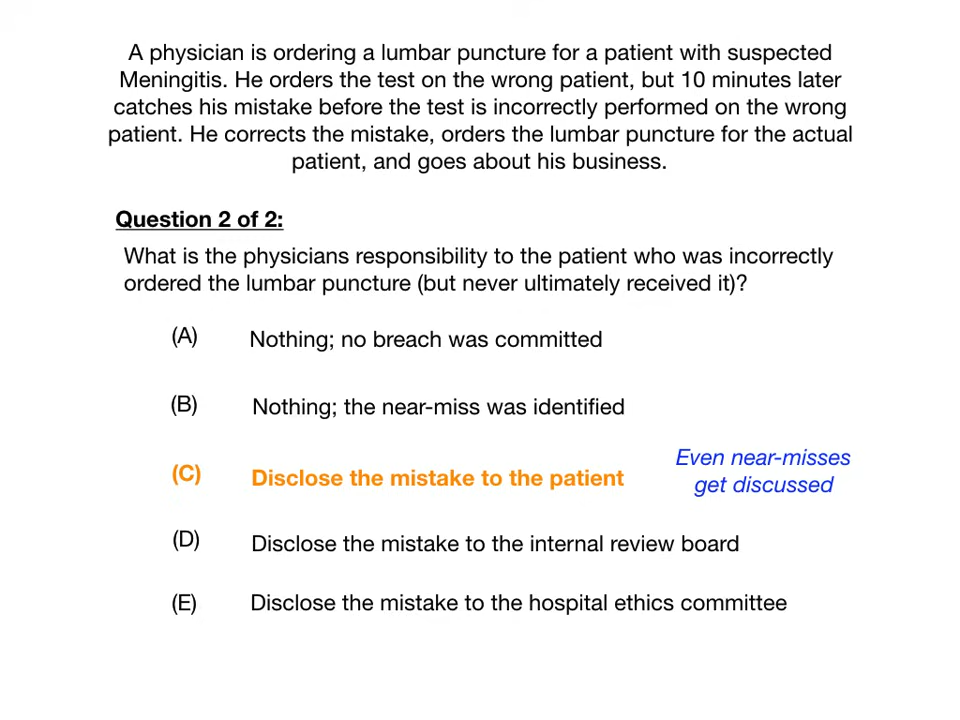 A physician is ordering a lumbar puncture for a patient with suspected
Meningitis. He orders the test on the wrong patient, but 10 minutes later
catches his mistake before the test is incorrectly performed on the wrong
patient. He corrects the mistake, orders the lumbar puncture for the actual
patient, and goes about his business.
Question 2 of 2:
What is the physicians responsibility to the patient who was incorrectly
ordered the lumbar puncture (but never ultimately received it)?
(A) Nothing; no breach was committed
(B) Nothing; the near-miss was identified
(C) Disclose the mistake to the patient
Even near-misses
get discussed
(D) Disclose the mistake to the internal review board
(E) Disclose the mistake to the hospital ethics committee